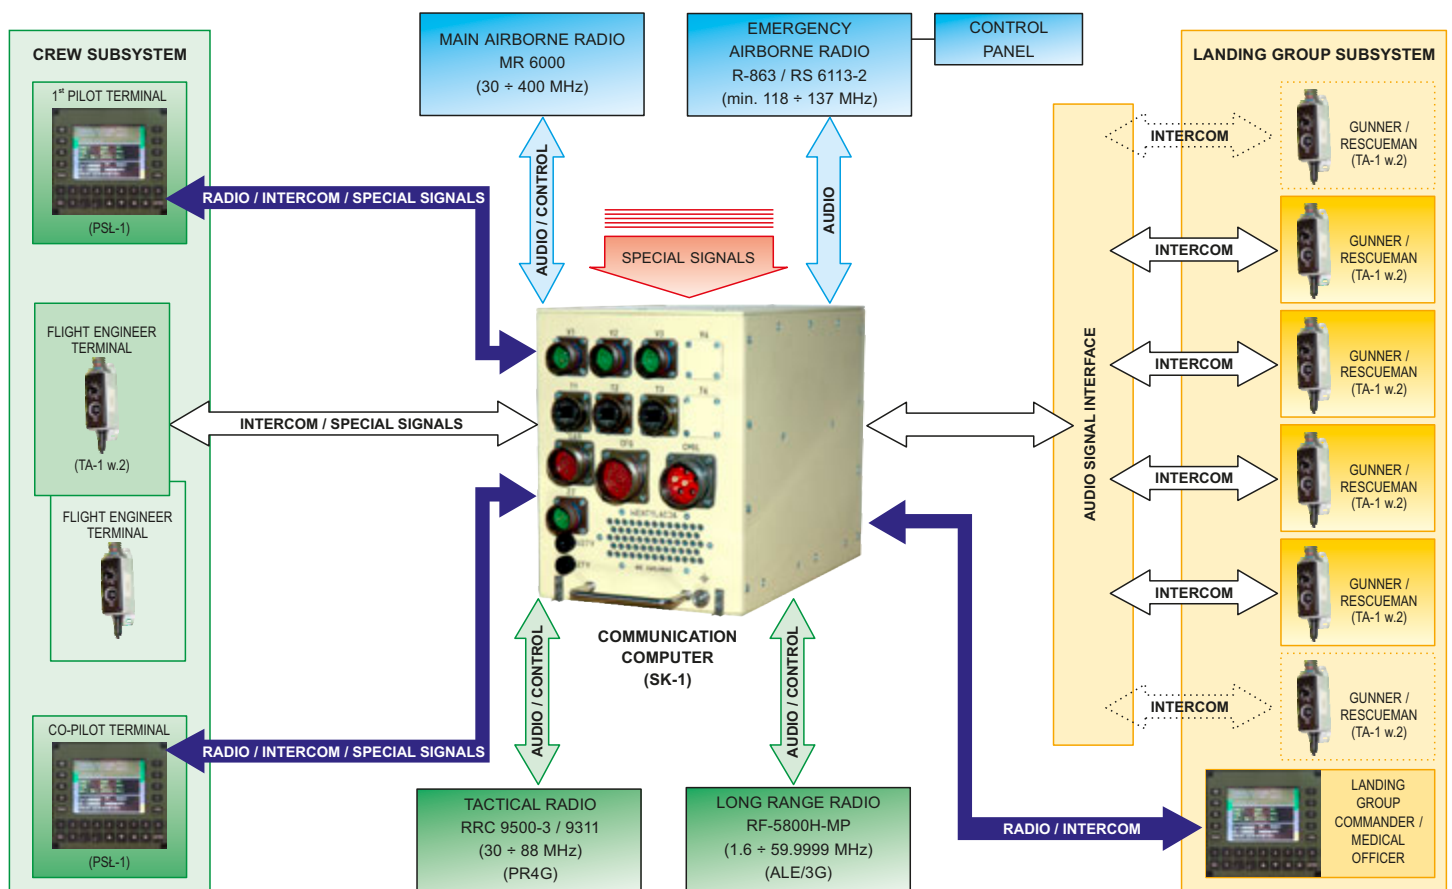 CREW SUBSYSTEM
1st PILOT TERMINAL
(PSŁ-1)
FLIGHT ENGINEER
TERMINAL
(TA-1 w.2)
FLIGHT ENGINEER
TERMINAL
CO-PILOT TERMINAL
(PSŁ-1)
RADIO / INTERCOM / SPECIAL SIGNALS
INTERCOM / SPECIAL SIGNALS
RADIO / INTERCOM / SPECIAL SIGNALS
MAIN AIRBORNE RADIO
MR 6000
(30 ÷ 400 MHz)
EMERGENCY
AIRBORNE RADIO
R-863 / RS 6113-2
(min. 118 ÷ 137 MHz)
CONTROL
PANEL
AUDIO / CONTROL
SPECIAL SIGNALS
AUDIO
COMMUNICATION
COMPUTER
(SK-1)
AUDIO / CONTROL
AUDIO / CONTROL
TACTICAL RADIO
RRC 9500-3 / 9311
(30 ÷ 88 MHz)
(PR4G)
LONG RANGE RADIO
RF-5800H-MP
(1.6 ÷ 59.9999 MHz)
(ALE/3G)
AUDIO SIGNAL INTERFACE
LANDING GROUP SUBSYSTEM
INTERCOM
GUNNER /
RESCUEMAN
(TA-1 w.2)
INTERCOM
GUNNER /
RESCUEMAN
(TA-1 w.2)
INTERCOM
GUNNER /
RESCUEMAN
(TA-1 w.2)
INTERCOM
GUNNER /
RESCUEMAN
(TA-1 w.2)
INTERCOM
GUNNER /
RESCUEMAN
(TA-1 w.2)
INTERCOM
GUNNER /
RESCUEMAN
(TA-1 w.2)
RADIO / INTERCOM
LANDING
GROUP
COMMANDER /
MEDICAL
OFFICER